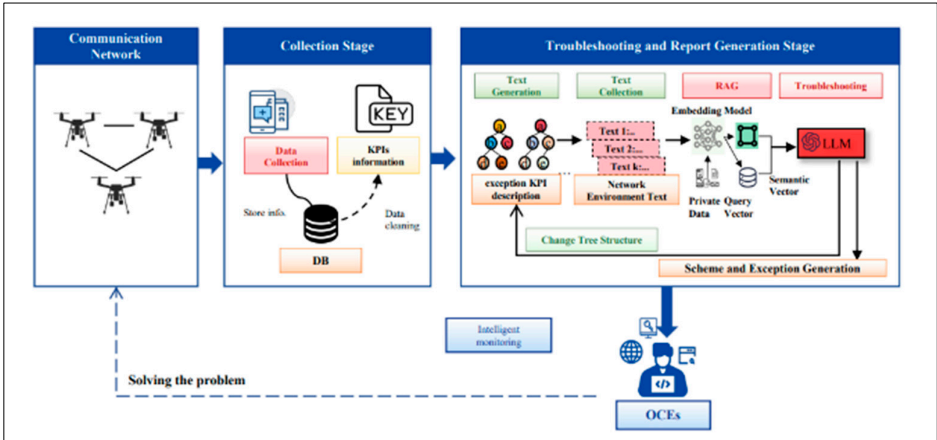 Communication
Network
Collection Stage
Troubleshooting and Report Generation Stage
Text
Generation
Text
Collection
RAG
Troubleshooting
KEY
Data
Collection
KPIs
information
Store info.
Data
cleaning
DB
exception KPI
description
...
Text 1:..
Text 2:...
Text k:...
Network
Environment Text
Embedding Model
Private
Data
Query
Vector
Semantic
Vector
LLM
Change Tree Structure
Scheme and Exception Generation
Intelligent
monitoring
Solving the problem
OCEs